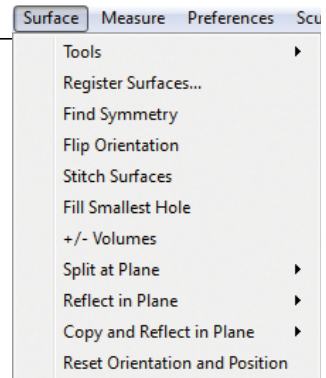 Surface Measure Preferences Scu
Tools
Register Surfaces...
Find Symmetry
Flip Orientation
Stitch Surfaces
Fill Smallest Hole
+/- Volumes
Split at Plane
Reflect in Plane
Copy and Reflect in Plane
Reset Orientation and Position